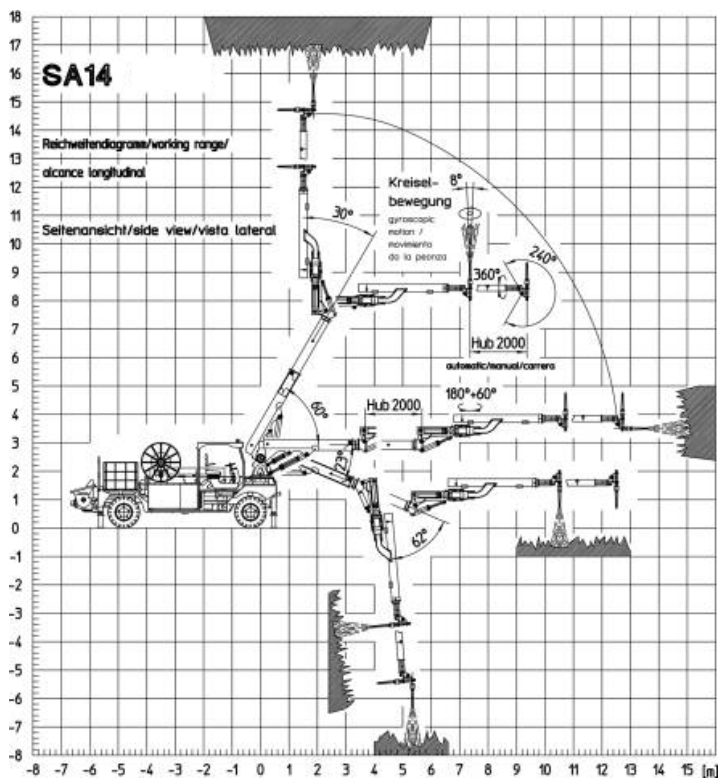 18
17
16
SA14
15
14
Reichweitendiagramm/working range/
13
alcance longitudinal
12
Kreisel- 8°
bewegung
11
30°
gyroscopic
motion /
Seitenansicht/side view/vista lateral
movimiento
10
da la peonza
240°
9
360°
8
7
Hub 2000
6
automatic/manual/carrera
5
180°+60°
Hub 2000
4
60°
3
2
1
0
62°
-1
-2
-3
-4
-5
-6
-7
-8
-8 -7 -6 -5 -4 -3 -2 -1 0 1 2 3 4 5 6 7 8 9 10 11 12 13 14 15 [m]